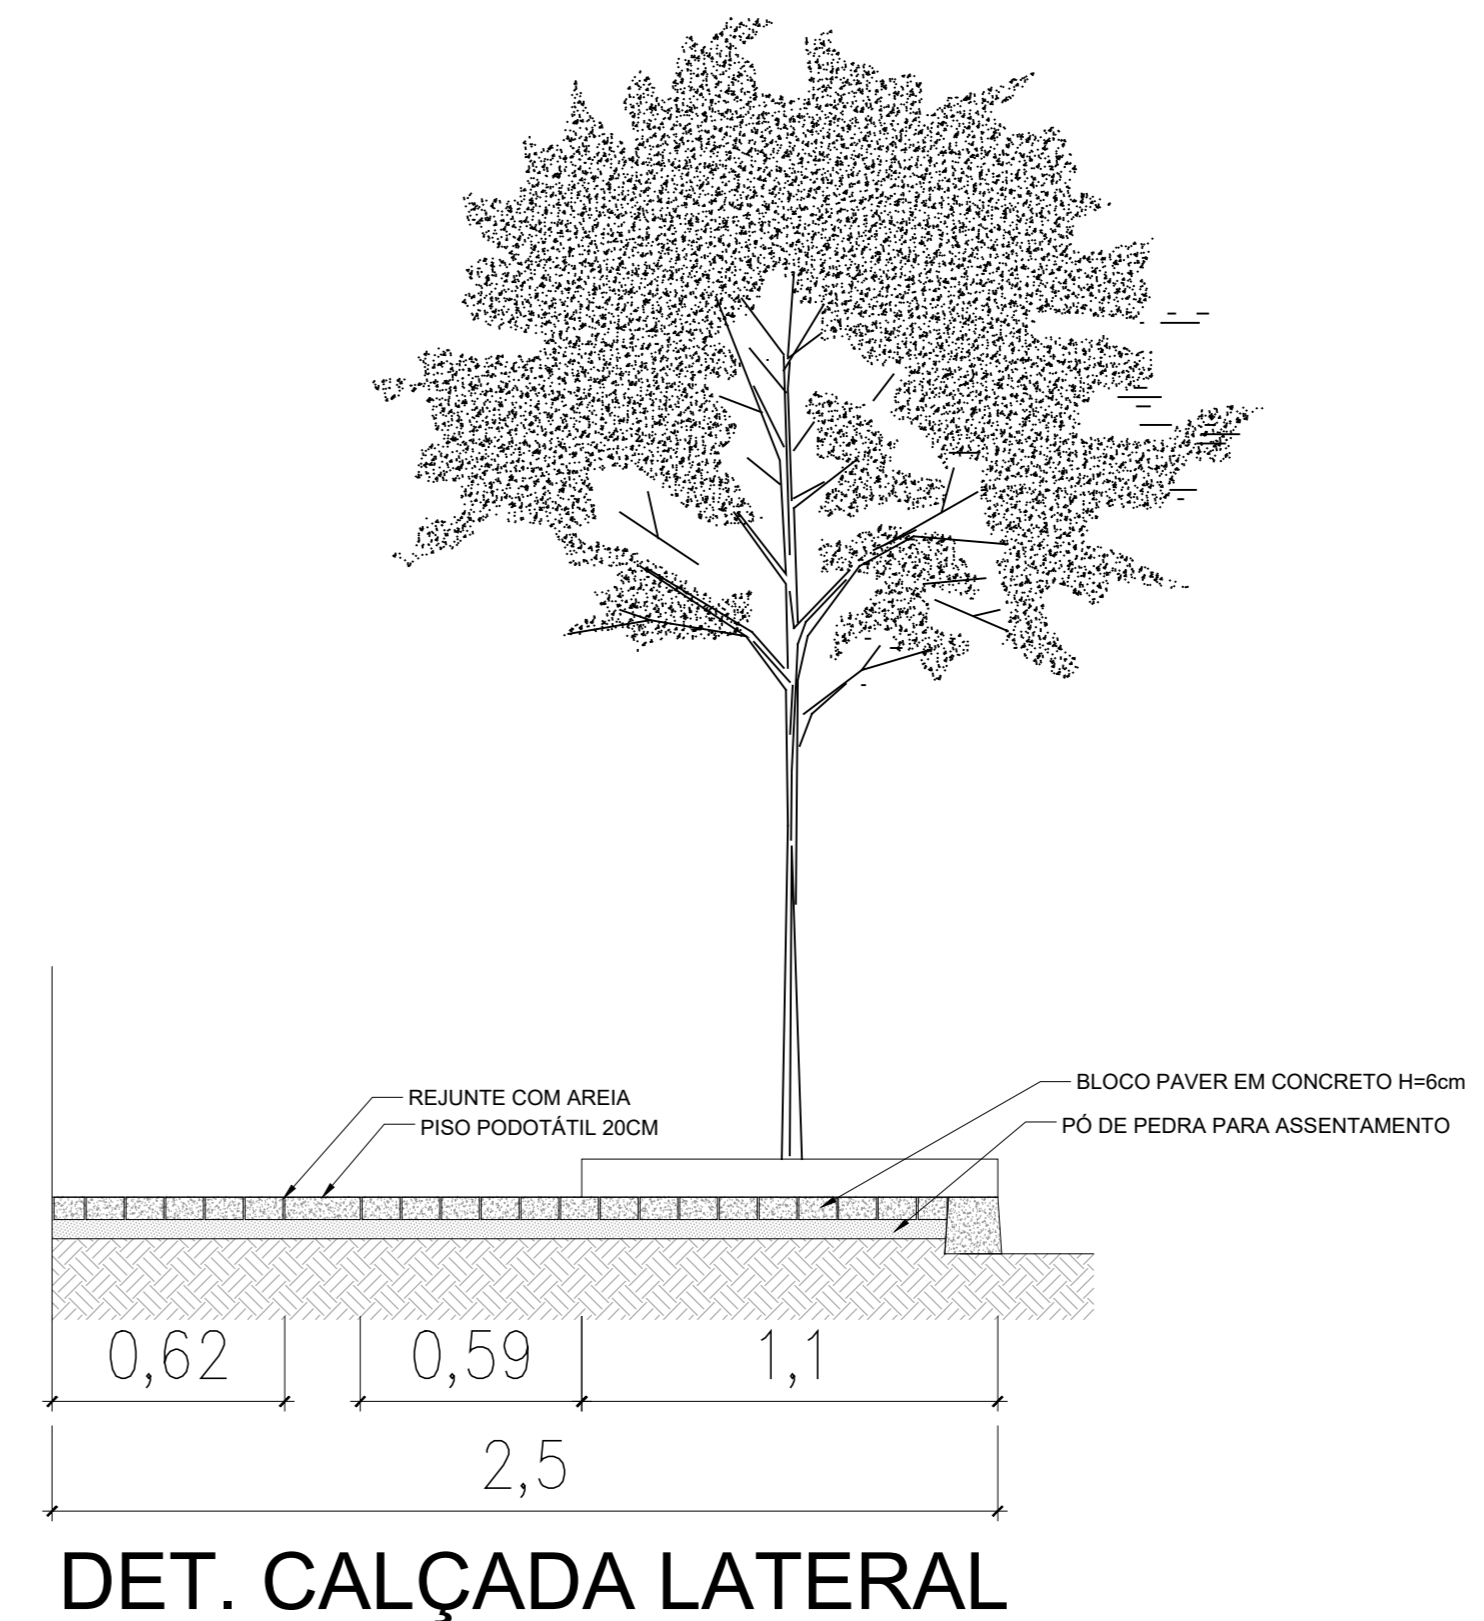 REJUNTE COM AREIA
PISO PODOTÁTIL 20CM
BLOCO PAVER EM CONCRETO H=6cm
PÓ DE PEDRA PARA ASSENTAMENTO
0,62
0,59
1,1
2,5
DET. CALÇADA LATERAL